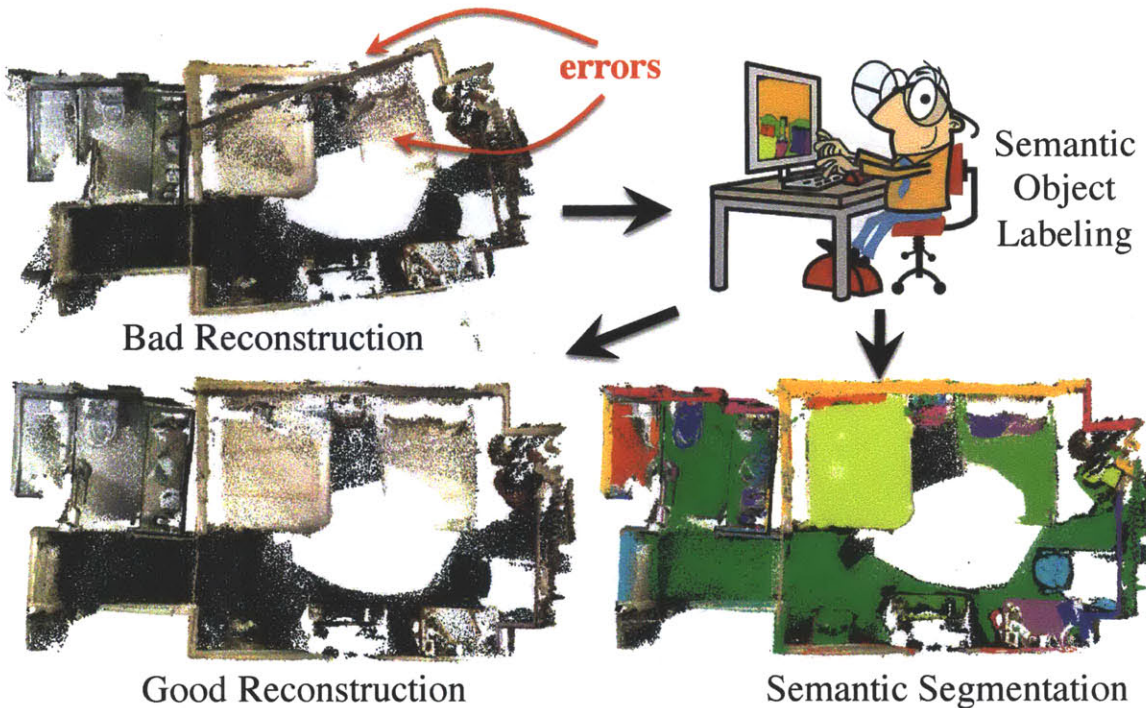 errors
Semantic
Object
Labeling
Bad Reconstruction
Good Reconstruction
Semantic Segmentation